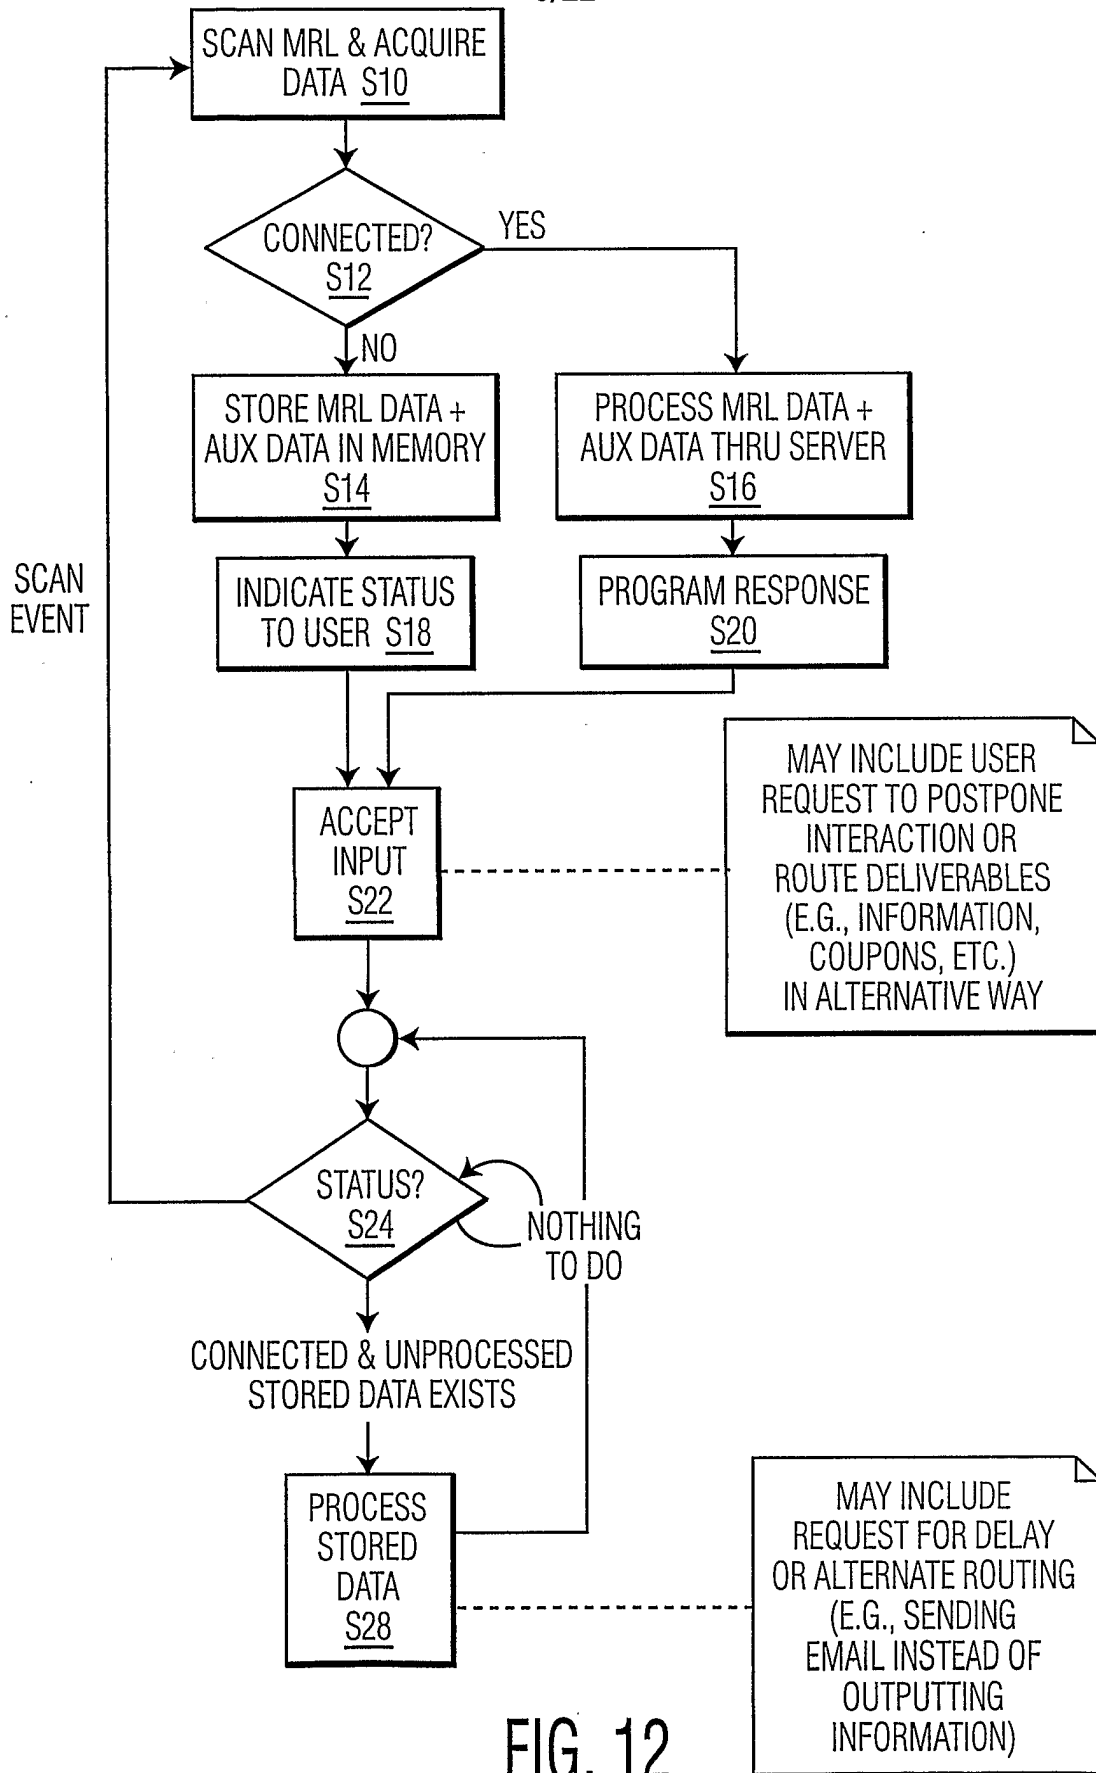 SCAN MRL & ACQUIRE
DATA S10
CONNECTED?
S12
YES
NO
STORE MRL DATA +
AUX DATA IN MEMORY
S14
PROCESS MRL DATA +
AUX DATA THRU SERVER
S16
SCAN
EVENT
INDICATE STATUS
TO USER S18
PROGRAM RESPONSE
S20
ACCEPT
INPUT
S22
MAY INCLUDE USER
REQUEST TO POSTPONE
INTERACTION OR
ROUTE DELIVERABLES
(E.G., INFORMATION,
COUPONS, ETC.)
IN ALTERNATIVE WAY
STATUS?
S24
NOTHING
TO DO
CONNECTED & UNPROCESSED
STORED DATA EXISTS
PROCESS
STORED
DATA
S28
MAY INCLUDE
REQUEST FOR DELAY
OR ALTERNATE ROUTING
(E.G., SENDING
EMAIL INSTEAD OF
OUTPUTTING
INFORMATION)
FIG. 12